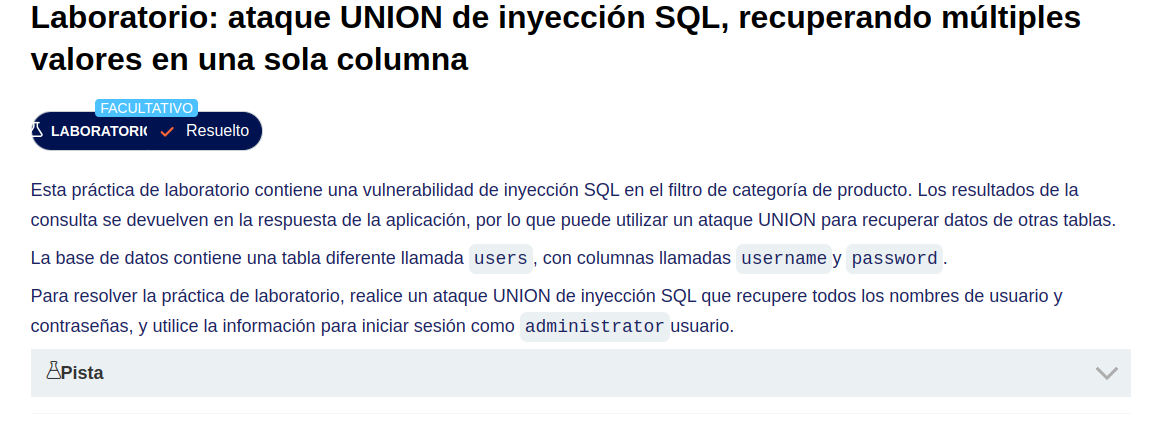 Laboratorio: ataque UNION de inyección SQL, recuperando múltiples
valores en una sola columna
FACULTATIVO
LABORATORIO Resuelto
Esta práctica de laboratorio contiene una vulnerabilidad de inyección SQL en el filtro de categoría de producto. Los resultados de la
consulta se devuelven en la respuesta de la aplicación, por lo que puede utilizar un ataque UNION para recuperar datos de otras tablas.
La base de datos contiene una tabla diferente llamada users, con columnas llamadas username y password.
Para resolver la práctica de laboratorio, realice un ataque UNION de inyección SQL que recupere todos los nombres de usuario y
contraseñas, y utilice la información para iniciar sesión como administrator usuario.
Pista